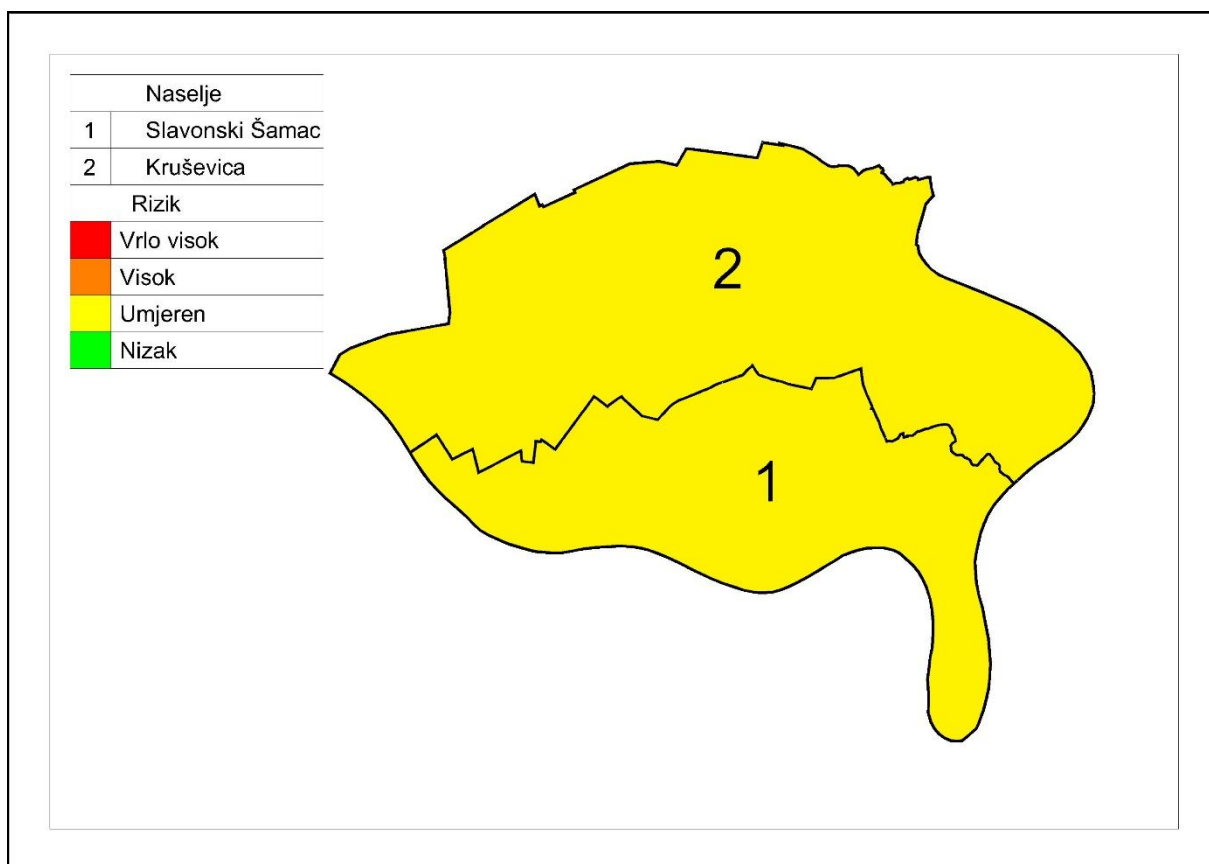 Naselje
1 Slavonski Šamac
2 Kruševica
Rizik
Vrlo visok
Visok
Umjeren
Nizak
2
1